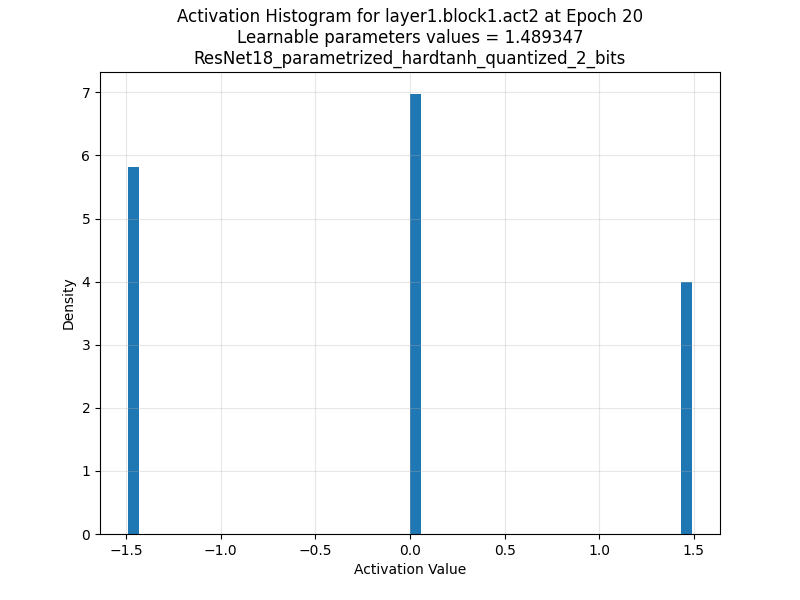 Activation Histogram for layer1.block1.act2 at Epoch 20
Learnable parameters values = 1.489347
ResNet18_parametrized_hardtanh_quantized_2_bits
7
6
5
4
3
2
1
0
Density
−1.5 −1.0 −0.5 0.0 0.5 1.0 1.5
Activation Value